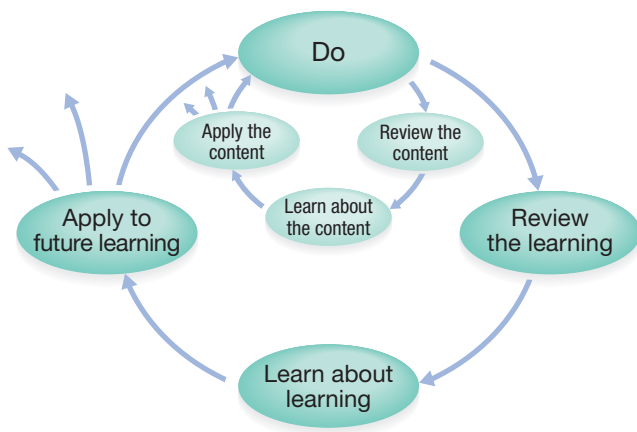 Do
Apply the
content
Review the
content
Learn about
the content
Apply to
future learning
Review
the learning
Learn about
learning